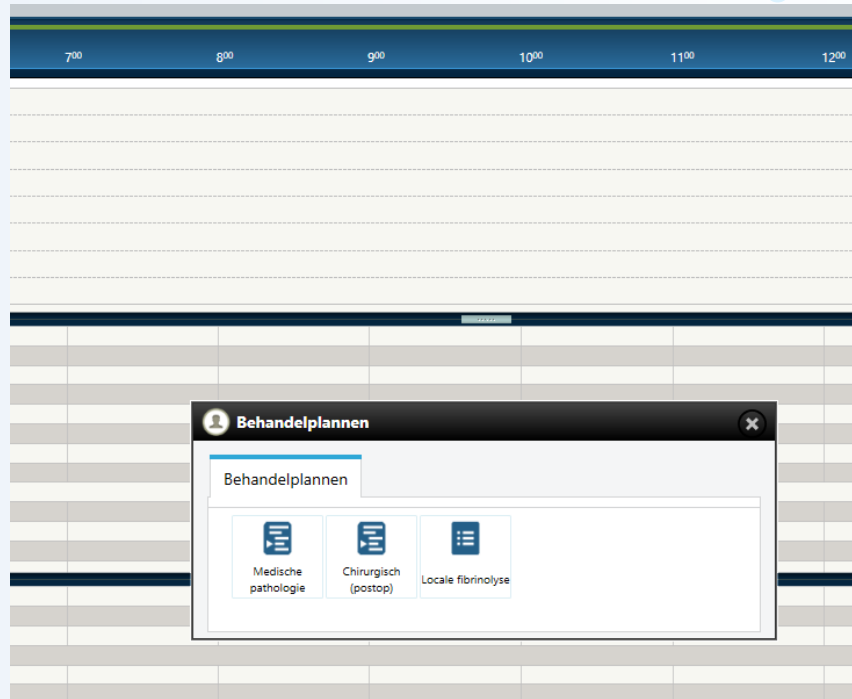 7⁰⁰ 8⁰⁰ 9⁰⁰ 10⁰⁰ 11⁰⁰ 12⁰⁰
Behandelplannen
Behandelplannen
Medische
pathologie
Chirurgisch
(postop)
Locale fibrinolyse